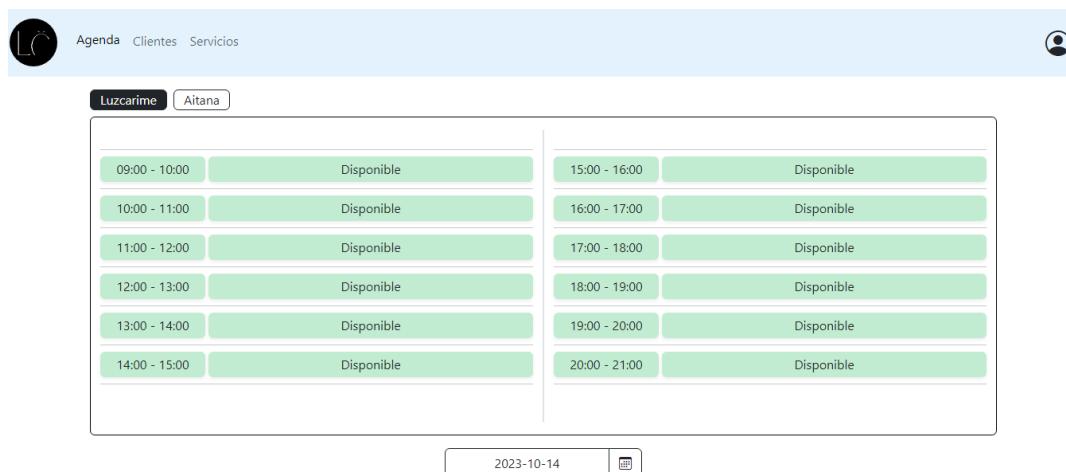 LC
Agenda Clientes Servicios
Luzcarime Aitana
09:00 - 10:00 Disponible
10:00 - 11:00 Disponible
11:00 - 12:00 Disponible
12:00 - 13:00 Disponible
13:00 - 14:00 Disponible
14:00 - 15:00 Disponible
15:00 - 16:00 Disponible
16:00 - 17:00 Disponible
17:00 - 18:00 Disponible
18:00 - 19:00 Disponible
19:00 - 20:00 Disponible
20:00 - 21:00 Disponible
2023-10-14